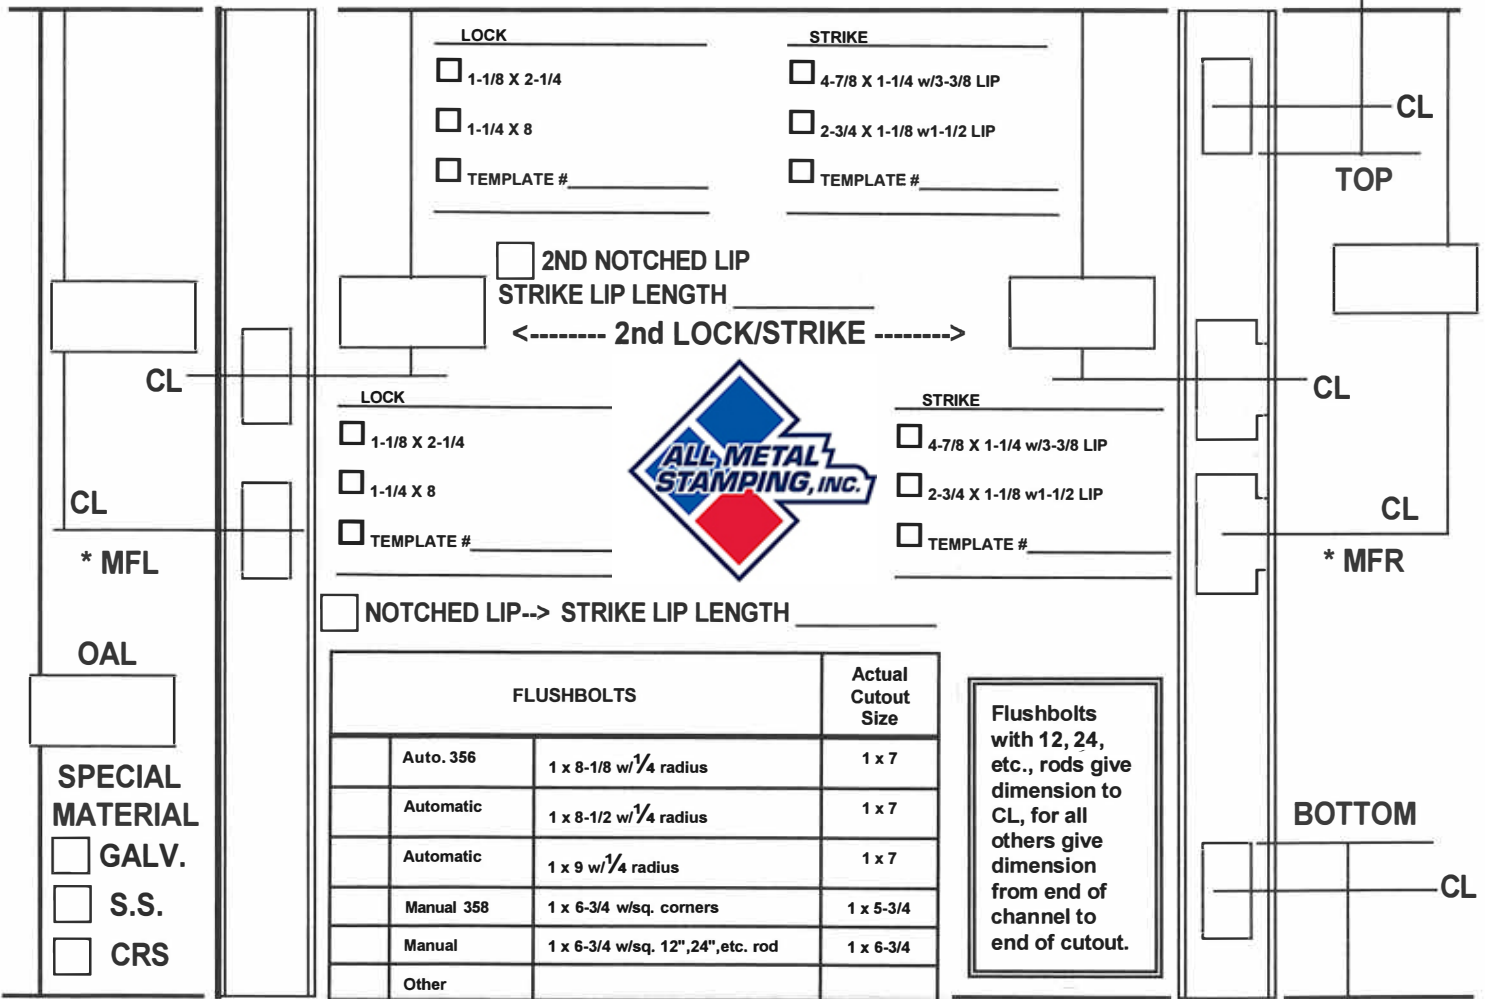 LOCK
STRIKE
1-1/8 X 2-1/4
4-7/8 X 1-1/4 w/3-3/8 LIP
1-1/4 X 8
2-3/4 X 1-1/8 w1-1/2 LIP
TEMPLATE #
TEMPLATE #
CL
TOP
2ND NOTCHED LIP
STRIKE LIP LENGTH
<-------- 2nd LOCK/STRIKE -------->
CL
CL
LOCK
STRIKE
1-1/8 X 2-1/4
4-7/8 X 1-1/4 w/3-3/8 LIP
1-1/4 X 8
2-3/4 X 1-1/8 w1-1/2 LIP
TEMPLATE #
TEMPLATE #
ALL METAL
STAMPING, INC.
CL
* MFL
CL
* MFR
NOTCHED LIP--> STRIKE LIP LENGTH
OAL
SPECIAL
MATERIAL
GALV.
S.S.
CRS
FLUSHBOLTS
Actual
Cutout
Size
Auto. 356 1 x 8-1/8 w/1/4 radius 1 x 7
Automatic 1 x 8-1/2 w/1/4 radius 1 x 7
Automatic 1 x 9 w/1/4 radius 1 x 7
Manual 358 1 x 6-3/4 w/sq. corners 1 x 5-3/4
Manual 1 x 6-3/4 w/sq. 12",24",etc. rod 1 x 6-3/4
Other
Flushbolts
with 12, 24,
etc., rods give
dimension to
CL, for all
others give
dimension
from end of
channel to
end of cutout.
BOTTOM
CL